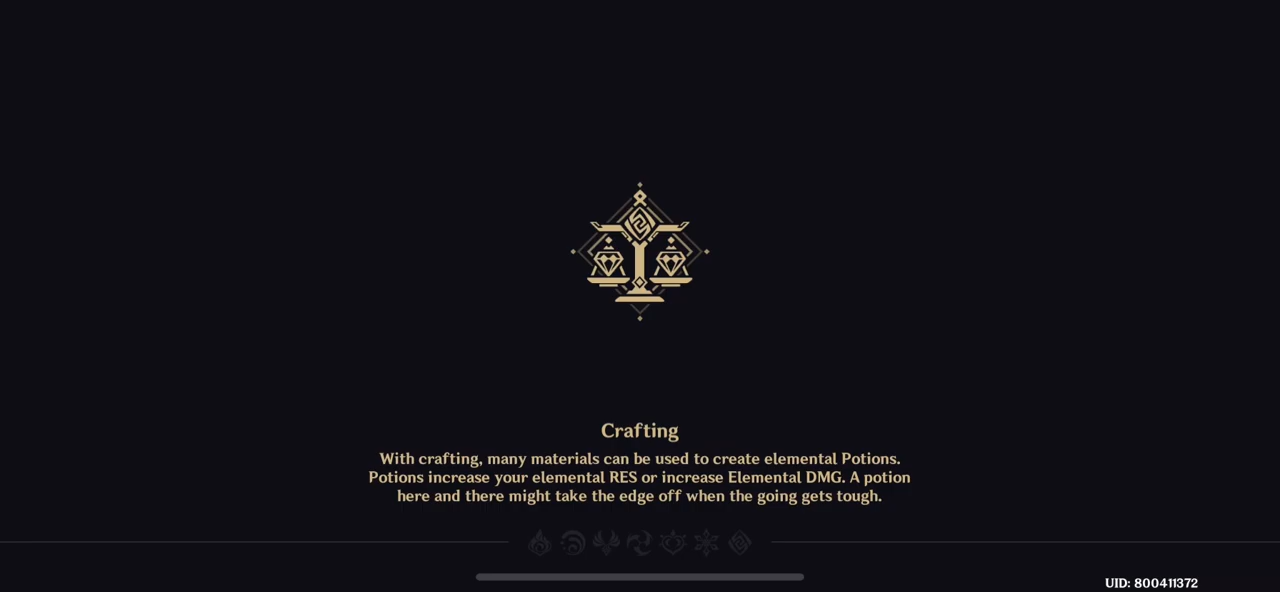 Crafting
With crafting, many materials can be used to create elemental Potions.
Potions increase your elemental RES or increase Elemental DMG. A potion
here and there might take the edge off when the going gets tough.
UID: 800411372